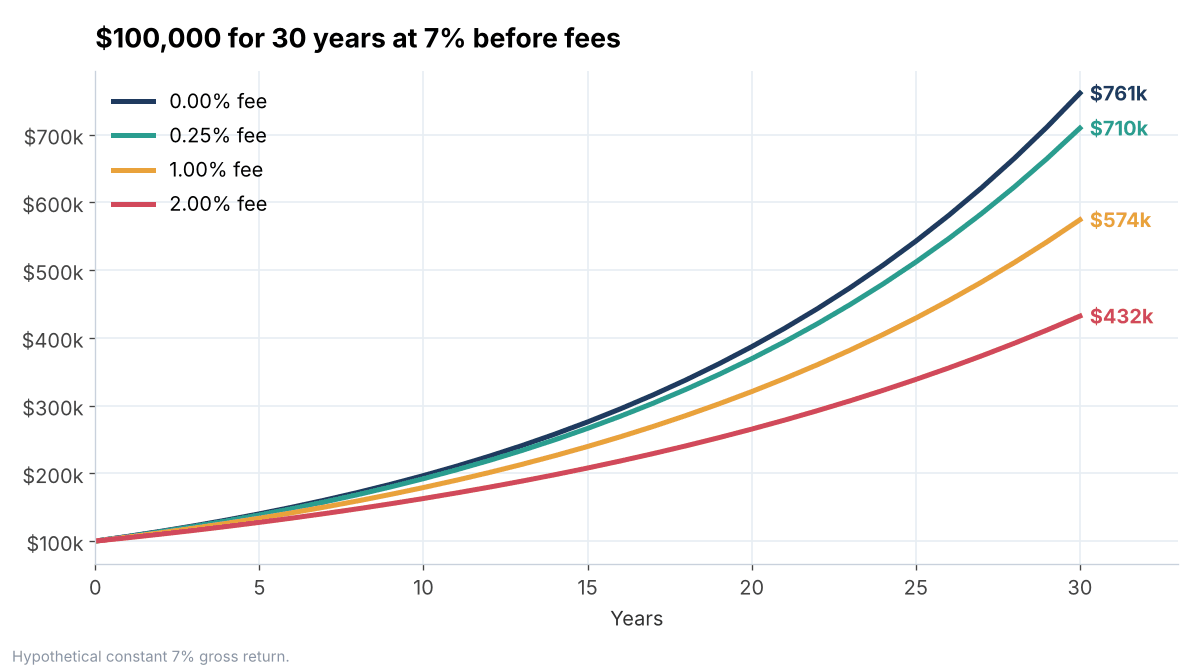 $100,000 for 30 years at 7% before fees
0.00% fee
0.25% fee
1.00% fee
2.00% fee
$761k
$710k
$574k
$432k
$700k
$600k
$500k
$400k
$300k
$200k
$100k
0 5 10 15 20 25 30
Years
Hypothetical constant 7% gross return.